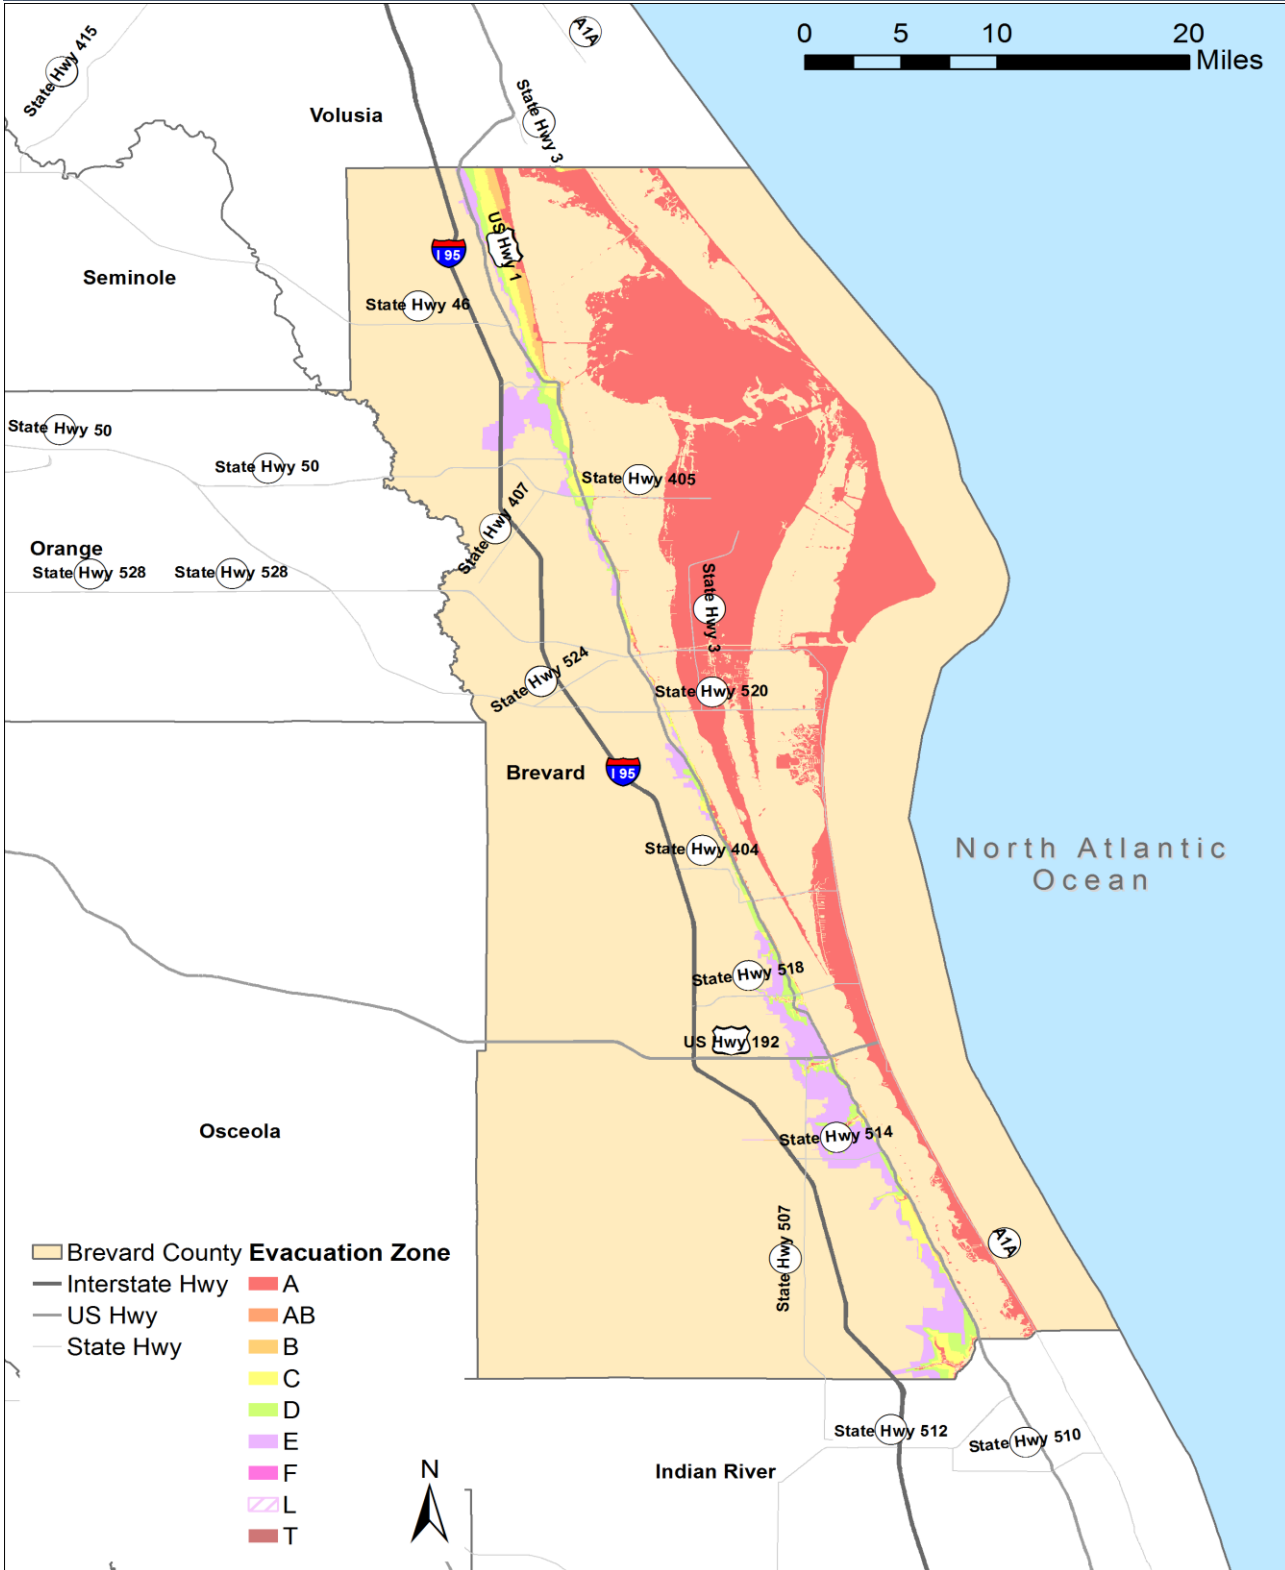 0 5 10 20
Miles
State Hwy 415
A1A
State Hwy 3
Volusia
US Hwy 1
I 95
Seminole
State Hwy 46
State Hwy 50
State Hwy 50
State Hwy 405
State Hwy 407
Orange
State Hwy 528
State Hwy 528
State Hwy 3
State Hwy 524
State Hwy 520
Brevard
I 95
State Hwy 404
North Atlantic
Ocean
State Hwy 518
US Hwy 192
Osceola
State Hwy 514
State Hwy 507
A1A
Brevard County
Interstate Hwy
US Hwy
State Hwy
Evacuation Zone
A
AB
B
C
D
E
F
L
T
N
State Hwy 512
State Hwy 510
Indian River